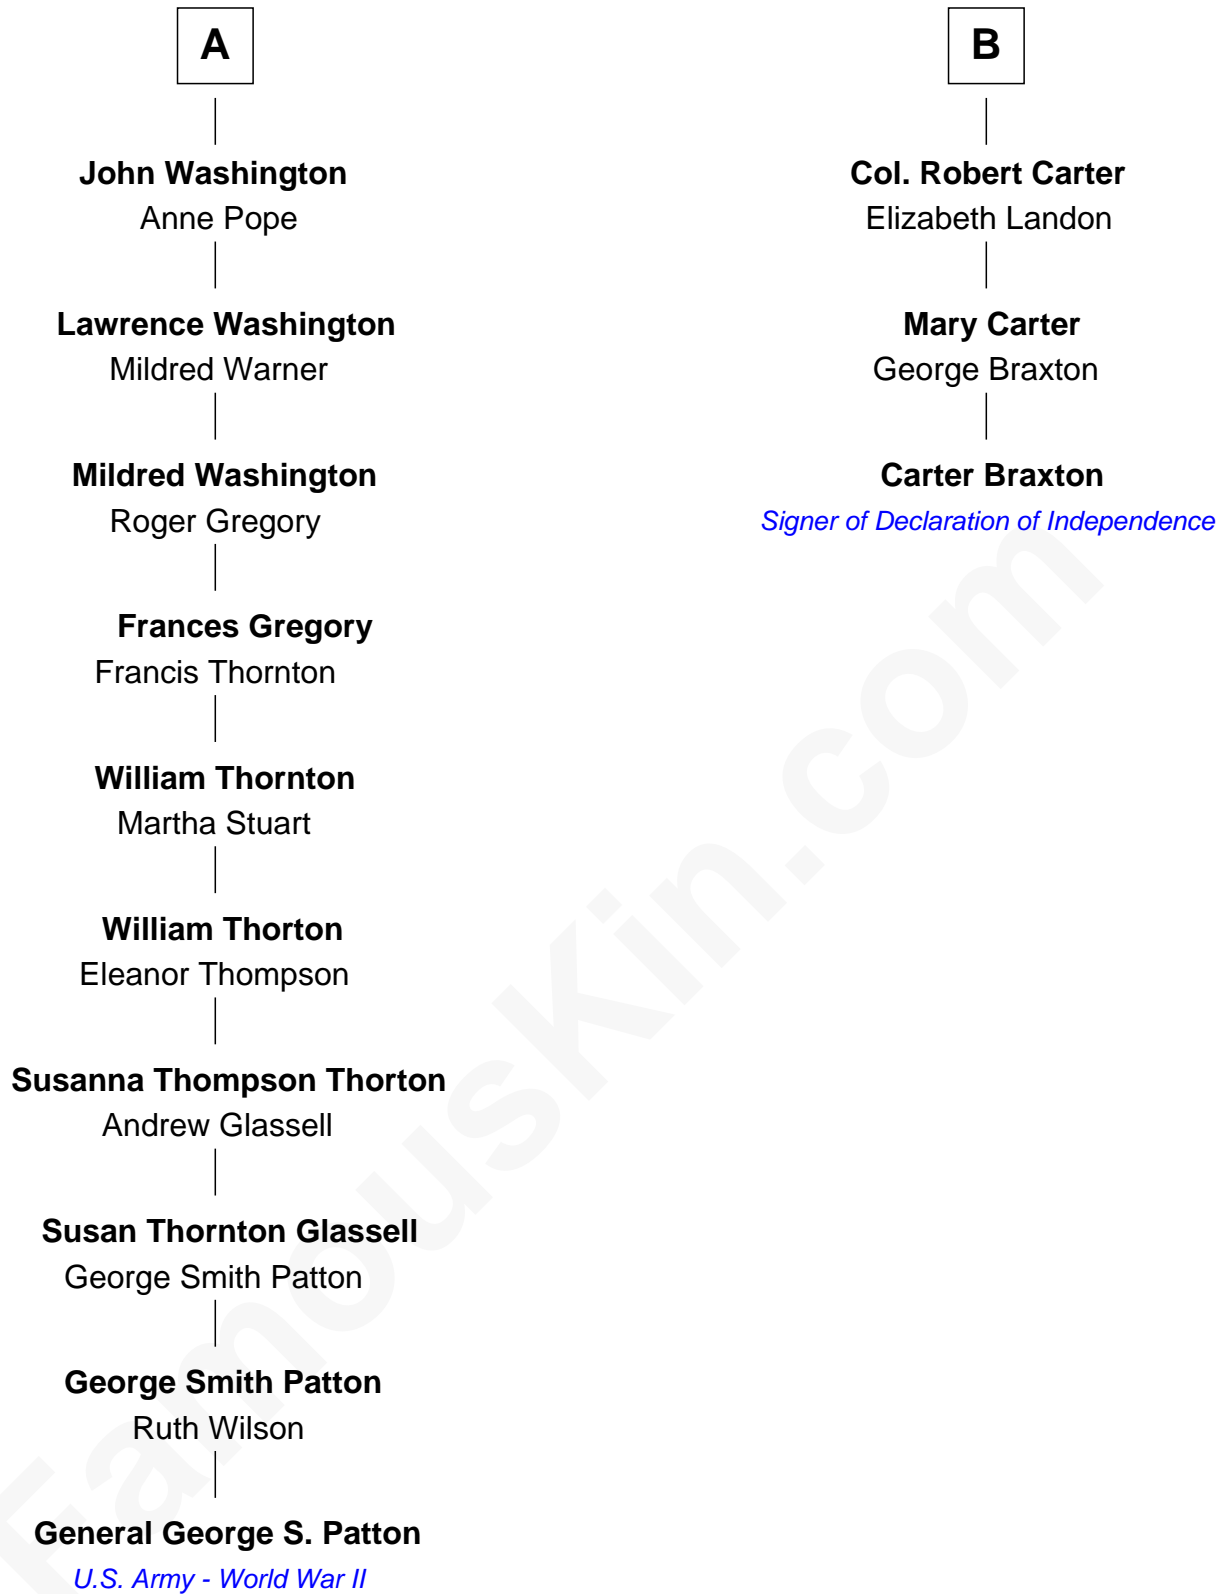 A
John Washington
Anne Pope
Lawrence Washington
Mildred Warner
Mildred Washington
Roger Gregory
Frances Gregory
Francis Thornton
William Thornton
Martha Stuart
William Thorton
Eleanor Thompson
Susanna Thompson Thorton
Andrew Glassell
Susan Thornton Glassell
George Smith Patton
George Smith Patton
Ruth Wilson
General George S. Patton
U.S. Army - World War II
B
Col. Robert Carter
Elizabeth Landon
Mary Carter
George Braxton
Carter Braxton
Signer of Declaration of Independence
FamousKin.com